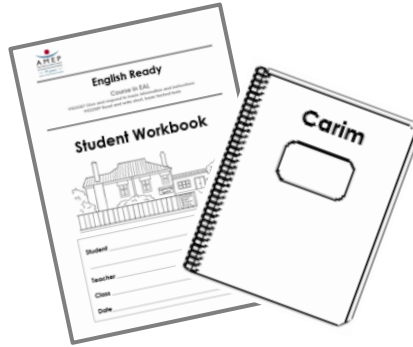 AMEP
English Ready
Course in EAL
Student Workbook
Student
Teacher
Class
Date
Carim